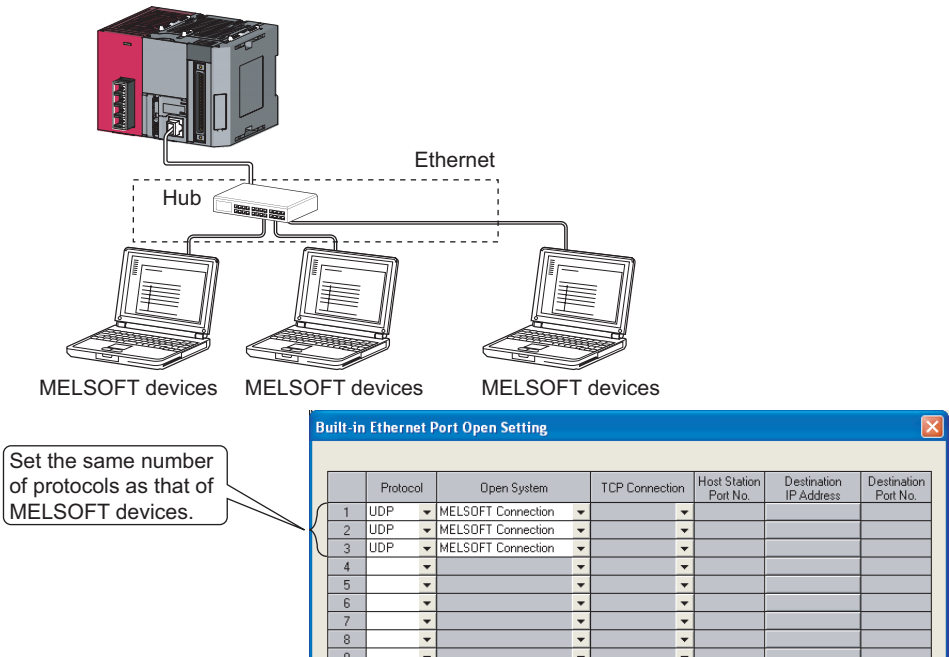 Ethernet
Hub
MELSOFT devices MELSOFT devices MELSOFT devices
Built-in Ethernet Port Open Setting
Set the same number
of protocols as that of
MELSOFT devices.
Protocol Open System TCP Connection Host Station Port No. Destination IP Address Destination Port No.
1 UDP MELSOFT Connection
2 UDP MELSOFT Connection
3 UDP MELSOFT Connection
4
5
6
7
8